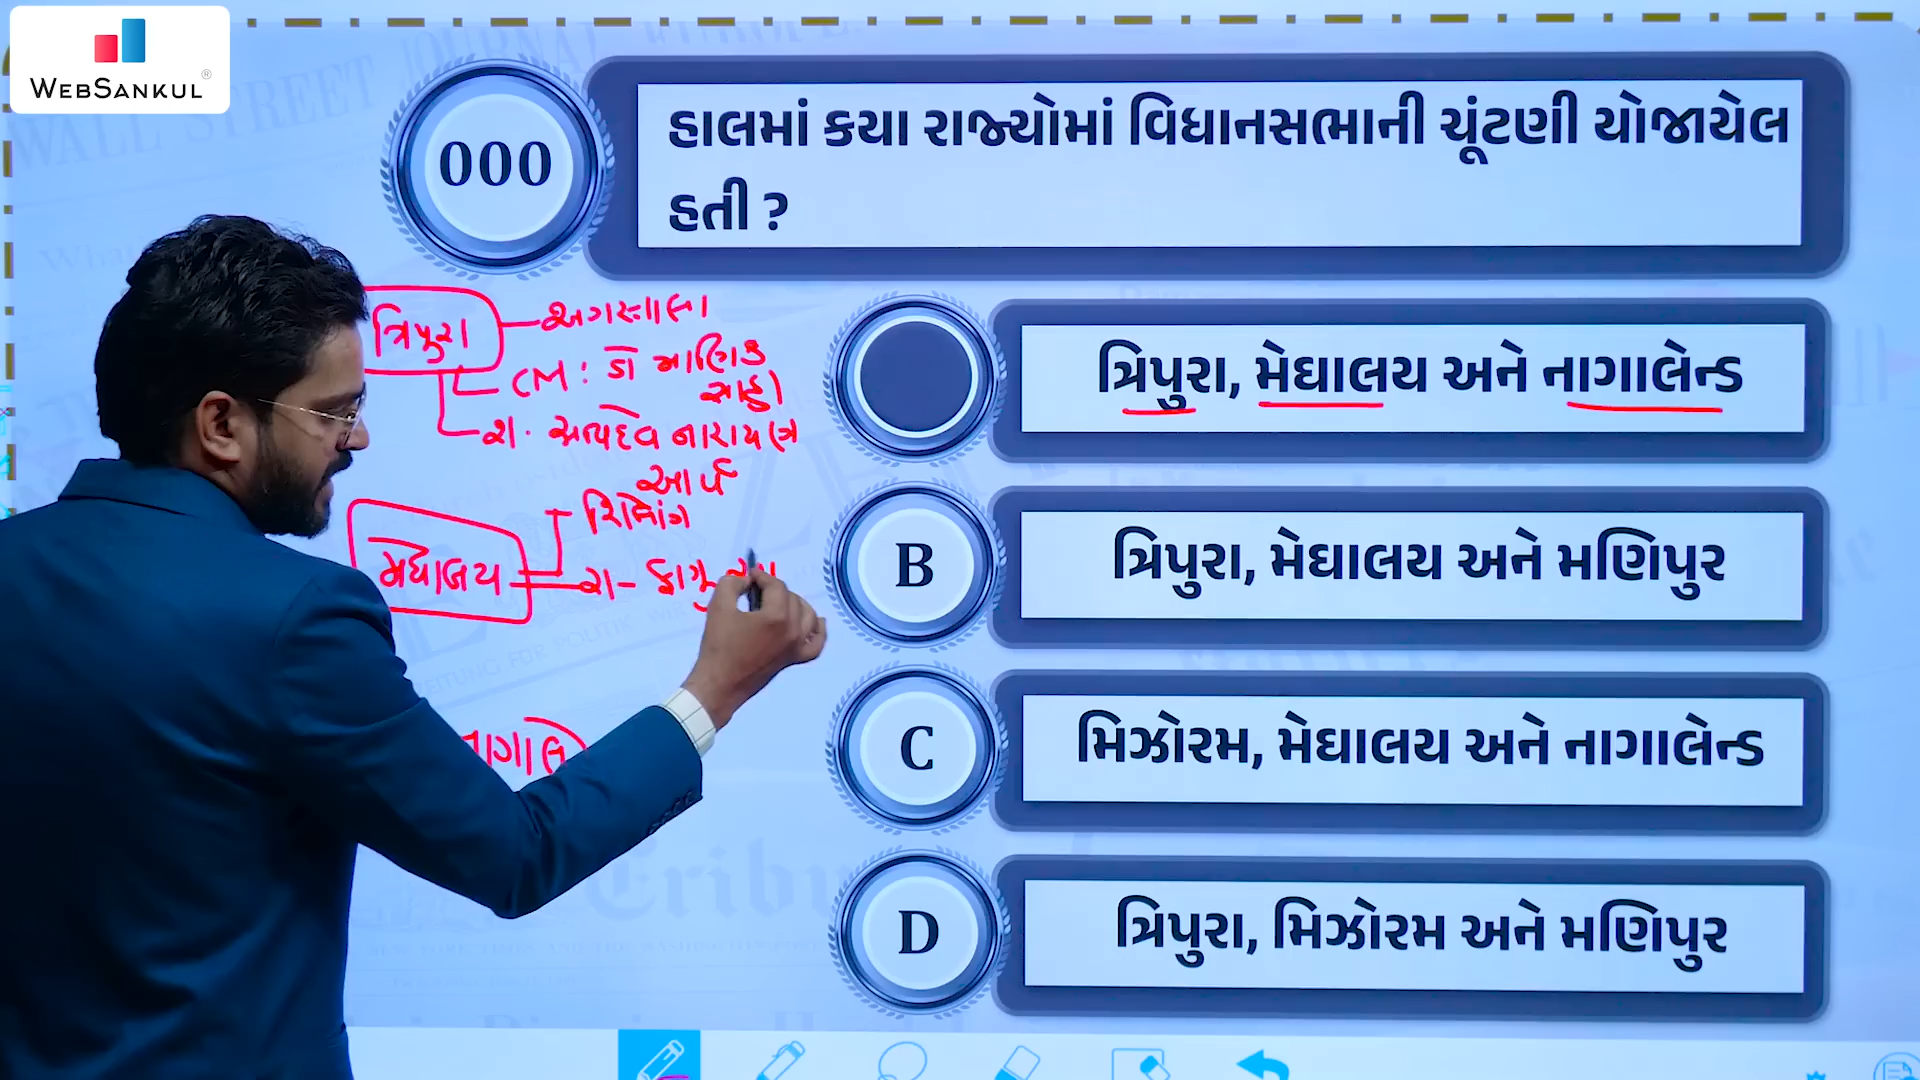 WEBSANKUL
000
હાલમાં કયા રાજ્યોમાં વિધાનસભાની ચૂંટણી યોજાયેલ
હતી ?
ત્રિપુરા, મેઘાલય અને નાગાલેન્ડ
B
ત્રિપુરા, મેઘાલય અને મણિપુર
C
મિઝોરમ, મેઘાલય અને નાગાલેન્ડ
D
ત્રિપુરા, મિઝોરમ અને મણિપુર
ત્રિપુરા
CM : ડૉ માણિક
સાહા
રા. સત્યદેવ નારાયણ
આર્ય
શિલોંગ
મેઘાલય
રા - ફાગુ